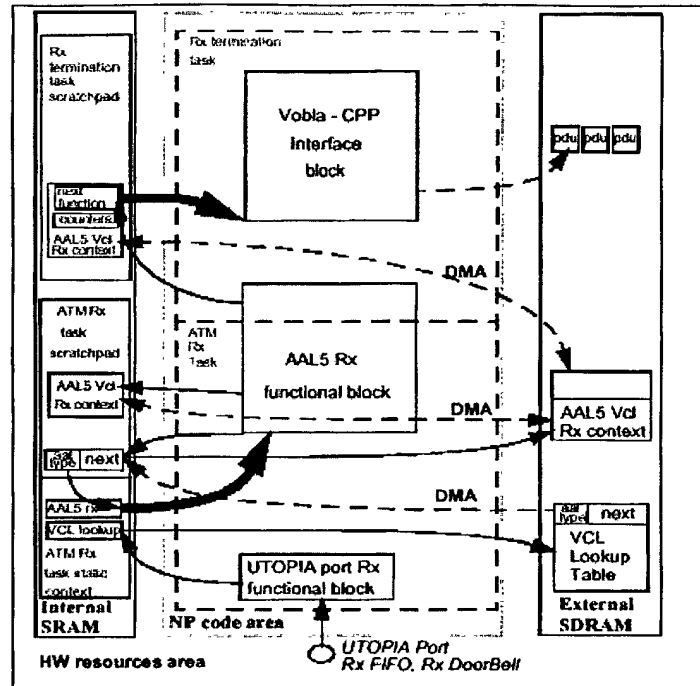 Rx
termination
task
scratchpad
next
function
counters
AAL5 Vcl
Rx context
ATM Rx
task
scratchpad
AAL5 Vcl
Rx context
aal
type
next
AAL5 rx
VCL lookup
ATM Rx
task static
context
Internal
SRAM
Rx termination
task
Vobla - CPP
Interface
block
ATM
Rx
Task
AAL5 Rx
functional block
UTOPIA port Rx
functional block
NP code area
DMA
DMA
DMA
pdu pdu pdu
AAL5 Vcl
Rx context
aal
type
next
VCL
Lookup
Table
External
SDRAM
HW resources area
UTOPIA Port
Rx FIFO, Rx DoorBell